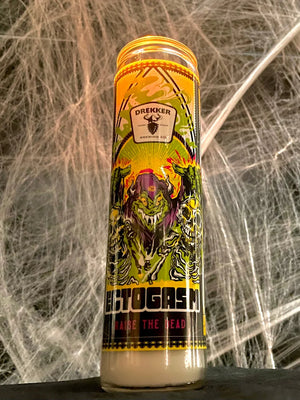 DREKKER
BREWING CO.
ECTOGASM
RAISE THE DEAD